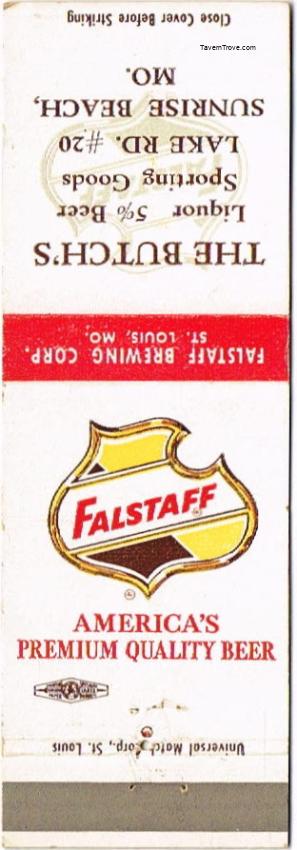 TavernTrove.com
Close Cover Before Striking
THE BUTCH'S
Liquor 5% Beer
Sporting Goods
LAKE RD. #20
SUNRISE BEACH,
MO.
FALSTAFF BREWING CORP.
ST. LOUIS, MO.
FALSTAFF
®
AMERICA'S
PREMIUM QUALITY BEER
Universal Match Corp., St. Louis